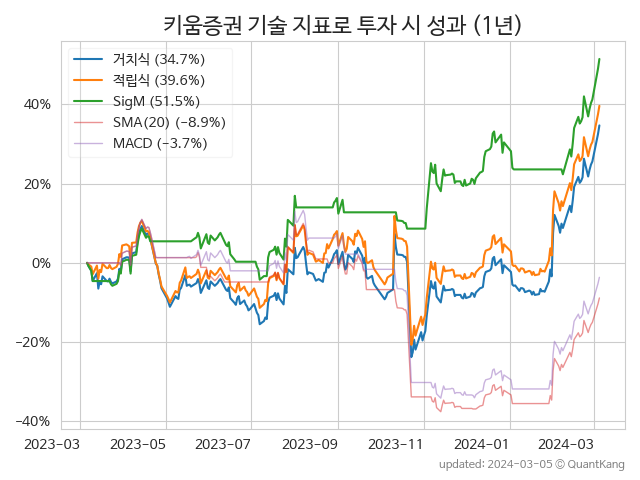 키움증권 기술 지표로 투자 시 성과 (1년)
거치식 (34.7%)
적립식 (39.6%)
SigM (51.5%)
SMA(20) (−8.9%)
MACD (−3.7%)
40%
20%
0%
−20%
−40%
2023-03 2023-05 2023-07 2023-09 2023-11 2024-01 2024-03
updated: 2024-03-05 ⓒ QuantKang